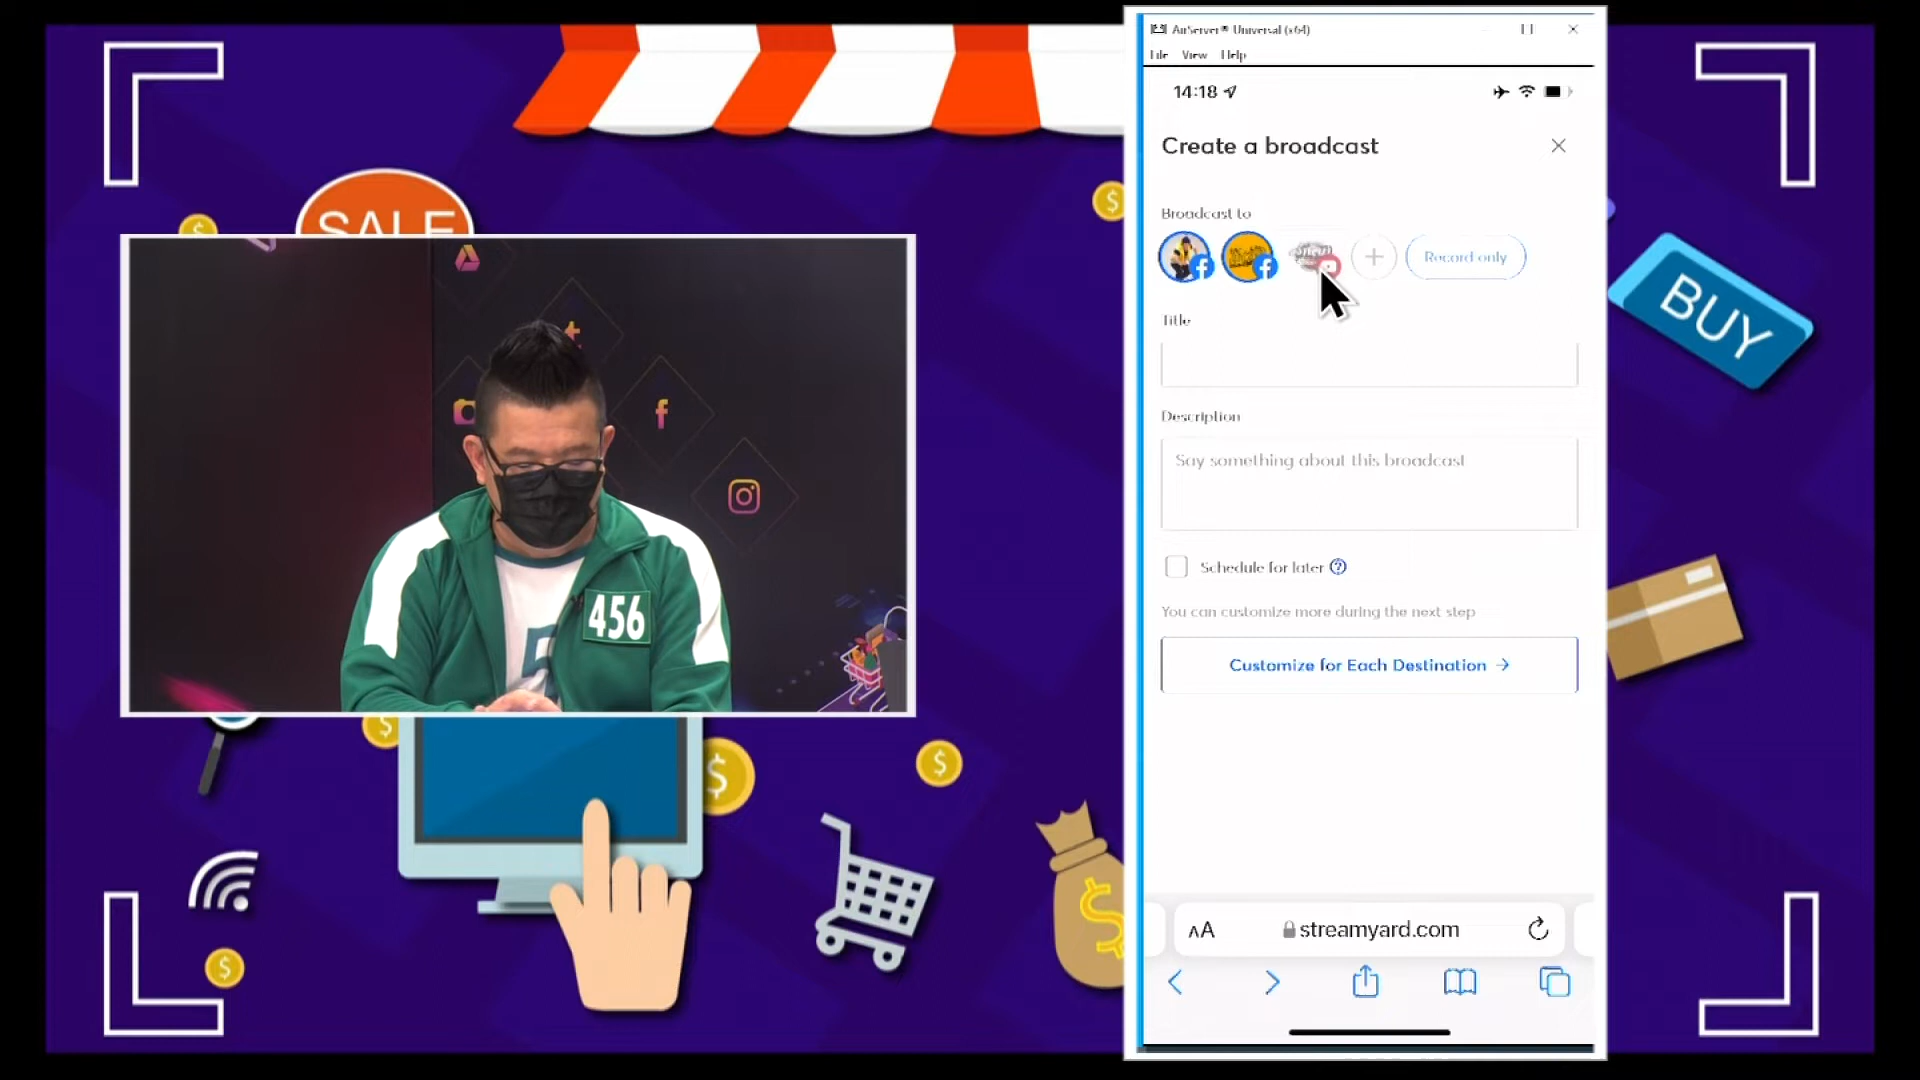 SALE
456
BUY
AirServer® Universal (x64)
File View Help
14:18
Create a broadcast
Broadcast to
Record only
Title
Description
Say something about this broadcast
Schedule for later
You can customize more during the next step
Customize for Each Destination →
AA
streamyard.com